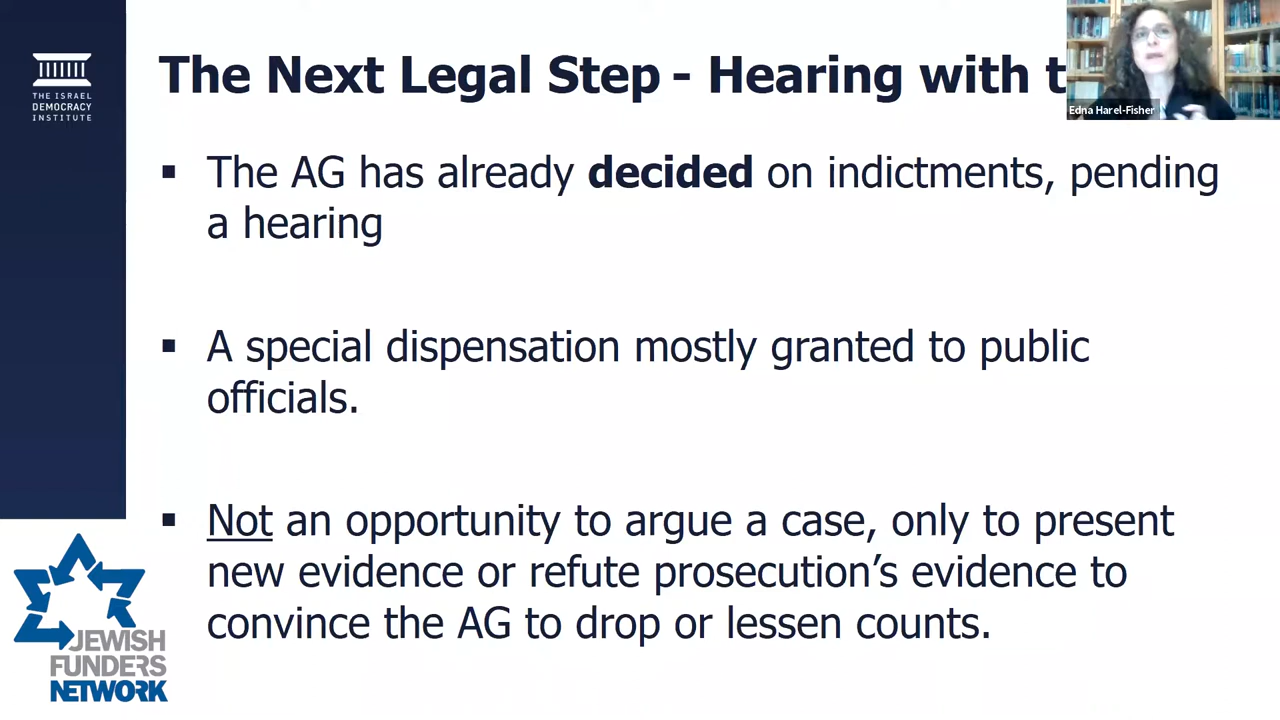 THE ISRAEL
DEMOCRACY
INSTITUTE
The Next Legal Step - Hearing with t
Edna Harel-Fisher
▪ The AG has already decided on indictments, pending
a hearing
▪ A special dispensation mostly granted to public
officials.
▪ Not an opportunity to argue a case, only to present
new evidence or refute prosecution’s evidence to
convince the AG to drop or lessen counts.
JEWISH
FUNDERS
NETWORK